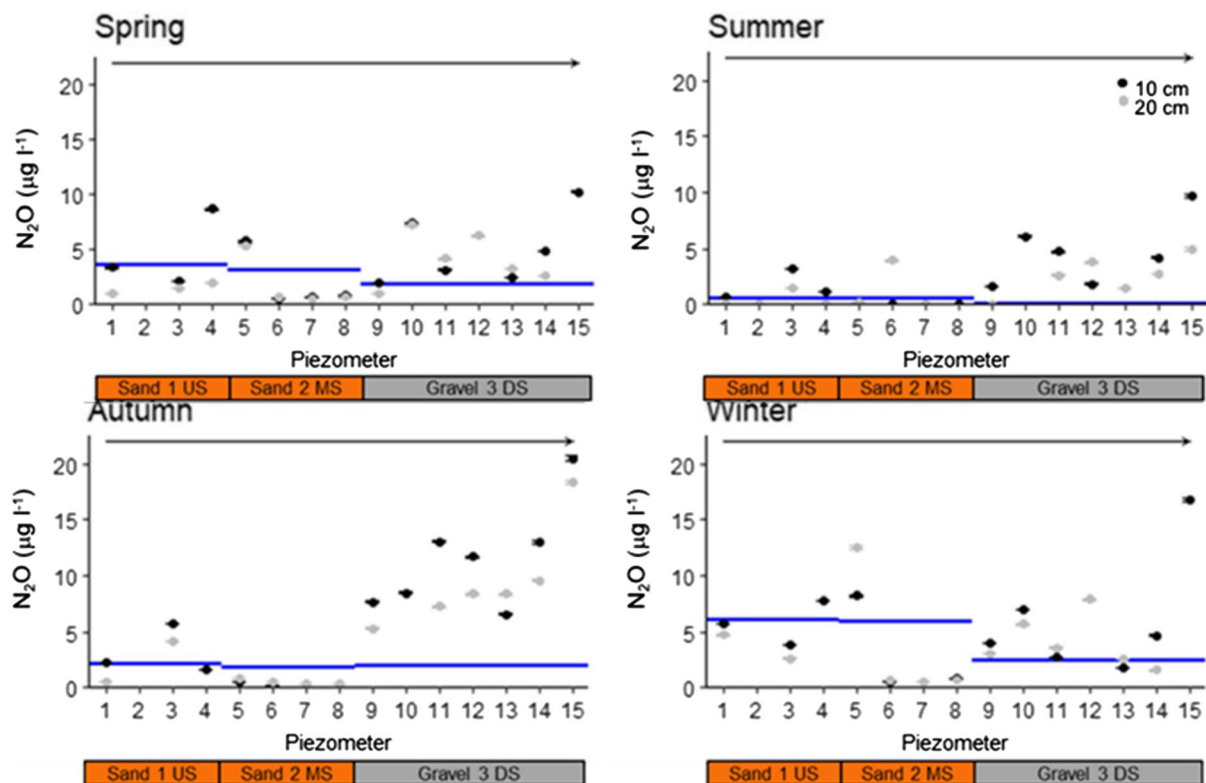 Spring
N₂O (µg l⁻¹)
20
15
10
5
0
1 2 3 4 5 6 7 8 9 10 11 12 13 14 15
Piezometer
Sand 1 US Sand 2 MS Gravel 3 DS
Summer
10 cm
20 cm
N₂O (µg l⁻¹)
20
15
10
5
0
1 2 3 4 5 6 7 8 9 10 11 12 13 14 15
Piezometer
Sand 1 US Sand 2 MS Gravel 3 DS
Autumn
N₂O (µg l⁻¹)
20
15
10
5
0
1 2 3 4 5 6 7 8 9 10 11 12 13 14 15
Piezometer
Sand 1 US Sand 2 MS Gravel 3 DS
Winter
N₂O (µg l⁻¹)
20
15
10
5
0
1 2 3 4 5 6 7 8 9 10 11 12 13 14 15
Piezometer
Sand 1 US Sand 2 MS Gravel 3 DS